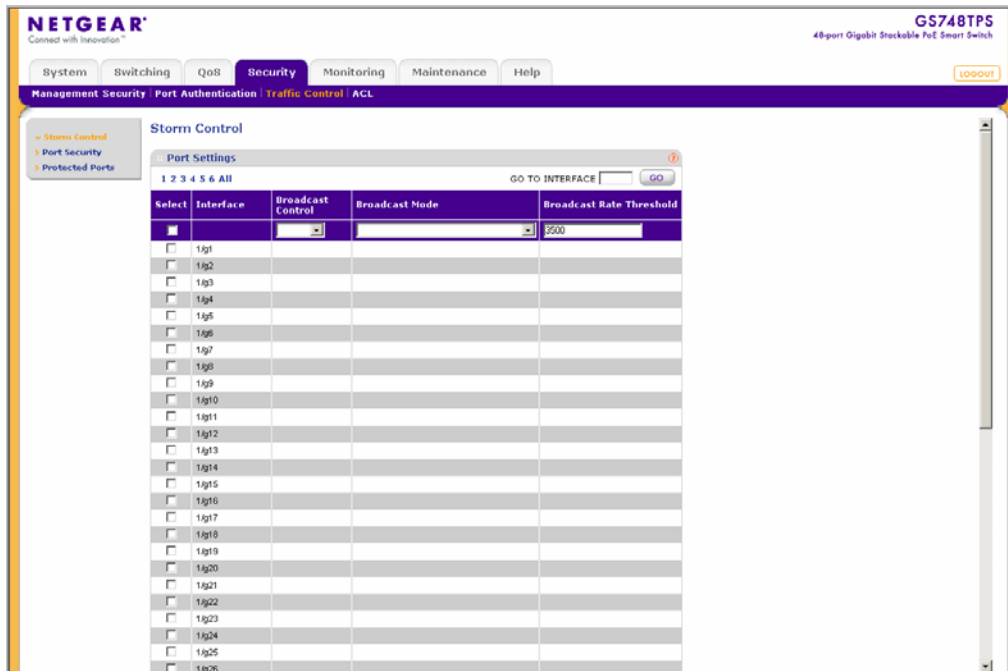 NETGEAR
Connect with Innovation™
GS748TPS
48-port Gigabit Stackable PoE Smart Switch
System Switching QoS Security Monitoring Maintenance Help
LOGOUT
Management Security | Port Authentication | Traffic Control | ACL
Storm Control
Port Security
Protected Ports
Storm Control
Port Settings
1 2 3 4 5 6 All GO TO INTERFACE GO
Select Interface Broadcast Control Broadcast Mode Broadcast Rate Threshold
3500
1/g1
1/g2
1/g3
1/g4
1/g5
1/g6
1/g7
1/g8
1/g9
1/g10
1/g11
1/g12
1/g13
1/g14
1/g15
1/g16
1/g17
1/g18
1/g19
1/g20
1/g21
1/g22
1/g23
1/g24
1/g25
1/g26